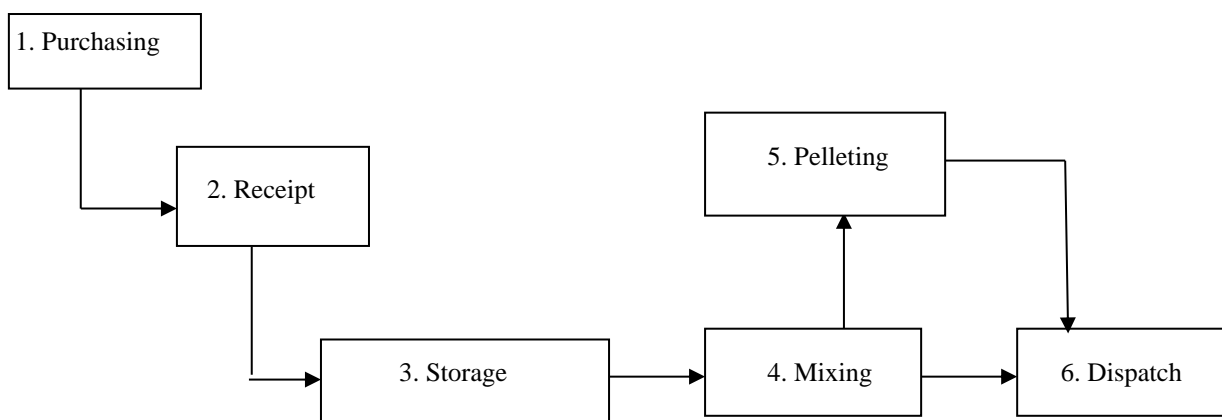 1. Purchasing
2. Receipt
5. Pelleting
3. Storage
4. Mixing
6. Dispatch